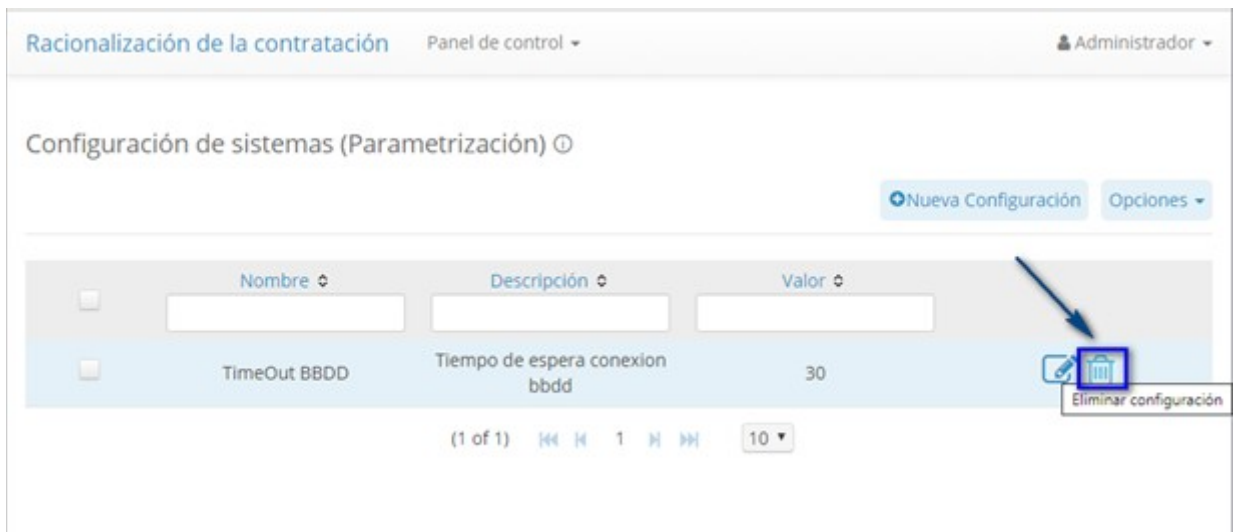 Racionalización de la contratación Panel de control Administrador
Configuración de sistemas (Parametrización)
Nueva Configuración Opciones
Nombre Descripción Valor
TimeOut BBDD Tiempo de espera conexion bbdd 30
Eliminar configuración
(1 of 1) 1 10